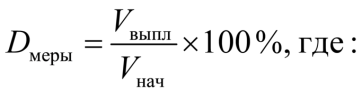 D_меры = V_выпл / V_нач × 100%, где: